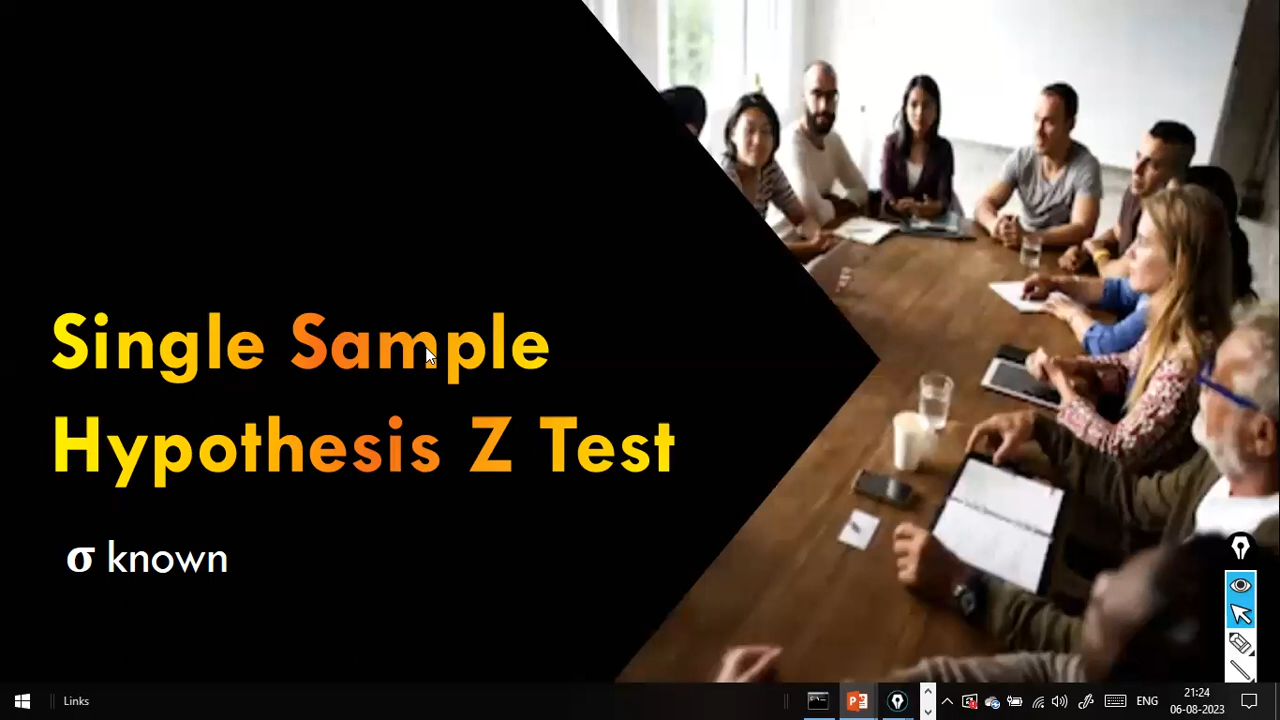 Single Sample
Hypothesis Z Test
σ known
Links
ENG
21:24
06-08-2023